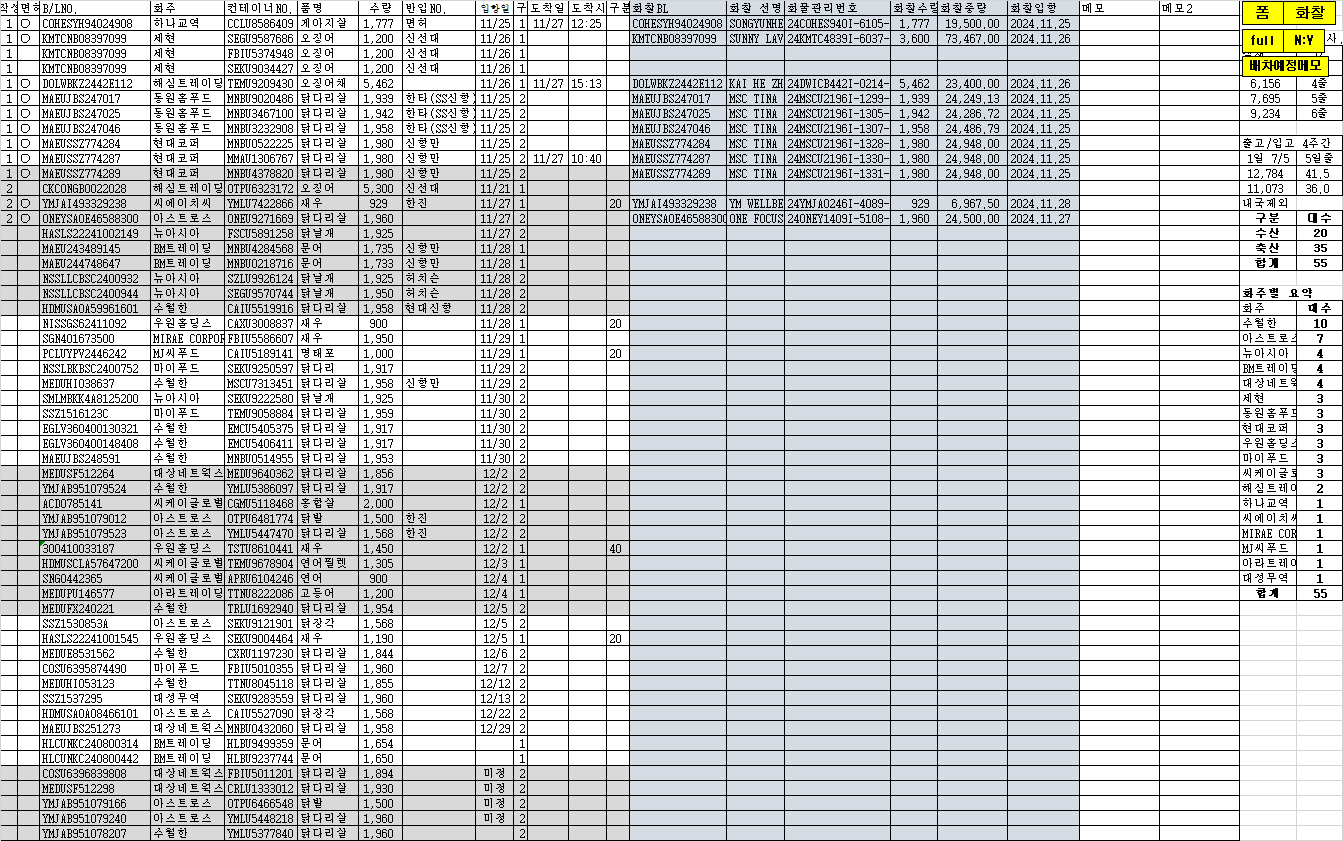 작성 면허 B/LNO. 화주 컨테이너NO. 품명 수량 반입NO. 입항일 구 도착일 도착시 구분 화찰BL 화찰 선명 화물관리번호 화찰수량 화찰중량 화찰입항 메모 메모2 폼 화찰
1 ○ COHESYH94024908 하나교역 CCLU8586409 게아지살 1,777 면허 11/25 1 11/27 12:25 COHESYH94024908 SONGYUNHE 24COHES940I-6105- 1,777 19,500.00 2024.11.25
1 ○ KMTCNB08397099 제현 SEGU9587686 오징어 1,200 신선대 11/26 1 KMTCNB08397099 SUNNY LAV 24KMTC4839I-6037- 3,600 73,467.00 2024.11.26 full N:Y 사.
1 KMTCNB08397099 제현 FBIU5374948 오징어 1,200 신선대 11/26 1
1 KMTCNB08397099 제현 SEKU9034427 오징어 1,200 신선대 11/26 1 배차예정메모
1 ○ DOLWBKZ2442E112 해심트레이딩 TEMU9209430 오징어채 5,462 11/26 1 11/27 15:13 DOLWBKZ2442E112 KAI HE ZH 24DWICB442I-0214- 5,462 23,400.00 2024.11.26 6,156 4줄
1 ○ MAEUJBS247017 동원홈푸드 MNBU9020486 닭다리살 1,939 한타(SS신항) 11/25 2 MAEUJBS247017 MSC TINA 24MSCU2196I-1299- 1,939 24,249.13 2024.11.25 7,695 5줄
1 ○ MAEUJBS247025 동원홈푸드 MNBU3467100 닭다리살 1,942 한타(SS신항) 11/25 2 MAEUJBS247025 MSC TINA 24MSCU2196I-1305- 1,942 24,286.72 2024.11.25 9,234 6줄
1 ○ MAEUJBS247046 동원홈푸드 MNBU3232908 닭다리살 1,958 한타(SS신항) 11/25 2 MAEUJBS247046 MSC TINA 24MSCU2196I-1307- 1,958 24,486.79 2024.11.25
1 ○ MAEUSSZ774284 현대코퍼 MNBU0522225 닭다리살 1,980 신항만 11/25 2 MAEUSSZ774284 MSC TINA 24MSCU2196I-1328- 1,980 24,948.00 2024.11.25 출고/입고 4주간
1 ○ MAEUSSZ774287 현대코퍼 MMAU1306767 닭다리살 1,980 신항만 11/25 2 11/27 10:40 MAEUSSZ774287 MSC TINA 24MSCU2196I-1330- 1,980 24,948.00 2024.11.25 1일 7/5 5일줄
1 ○ MAEUSSZ774289 현대코퍼 MNBU4378820 닭다리살 1,980 신항만 11/25 2 MAEUSSZ774289 MSC TINA 24MSCU2196I-1331- 1,980 24,948.00 2024.11.25 12,784 41.5
2 CKCONGB0022028 해심트레이딩 OTPU6323172 오징어 5,300 신선대 11/21 1 11,073 36.0
2 ○ YMJAI493329238 씨에이치씨 YMLU7422866 새우 929 한진 11/27 1 20 YMJAI493329238 YM WELLBE 24YMJA0246I-4089- 929 6,967.50 2024.11.28 내국제외
2 ○ ONEYSAOE46588300 아스트로스 ONEU9271669 닭다리살 1,960 11/27 2 ONEYSAOE46588300 ONE FOCUS 24ONEY1409I-5108- 1,960 24,500.00 2024.11.27 구분 대수
HASLS22241002149 뉴아시아 FSCU5891258 닭날개 1,925 11/27 2 수산 20
MAEU243489145 BM트레이딩 MNBU4284568 문어 1,735 신항만 11/28 1 축산 35
MAEU244748647 BM트레이딩 MNBU0218716 문어 1,733 신항만 11/28 1 합계 55
NSSLLCBSC2400932 뉴아시아 SZLU9926124 닭날개 1,925 허치슨 11/28 2
NSSLLCBSC2400944 뉴아시아 SEGU9570744 닭날개 1,950 허치슨 11/28 2 화주별 요약
HDMUSAOA59961601 수월한 CAIU5519916 닭다리살 1,958 현대신항 11/28 2 화주 대수
NISSGS62411092 우원홀딩스 CAXU3008837 새우 900 11/28 1 20 수월한 10
SGN401673500 MIRAE CORPOR FBIU5586607 새우 1,950 11/29 1 아스트로스 7
PCLUYPV2446242 MJ씨푸드 CAIU5189141 명태포 1,000 11/29 1 20 뉴아시아 4
NSSLBKBSC2400752 마이푸드 SEKU9250597 닭다리 1,917 11/29 2 BM트레이딩 4
MEDUHI038637 수월한 MSCU7313451 닭다리살 1,958 신항만 11/29 2 대상네트웍 4
SMLMBKK4A8125200 뉴아시아 SEKU9222580 닭날개 1,925 11/30 2 제현 3
SSZ1516123C 마이푸드 TEMU9058884 닭다리살 1,959 11/30 2 동원홈푸드 3
EGLV360400130321 수월한 EMCU5405375 닭다리살 1,917 11/30 2 현대코퍼 3
EGLV360400148408 수월한 EMCU5406411 닭다리살 1,917 11/30 2 우원홀딩스 3
MAEUJBS248591 수월한 MNBU0514955 닭다리살 1,953 11/30 2 마이푸드 3
MEDUSF512264 대상네트웍스 MEDU9640362 닭다리살 1,856 12/2 2 씨케이글로 3
YMJAB951079524 수월한 YMLU5386097 닭다리살 1,917 12/2 2 해심트레이 2
ACD0785141 씨케이글로벌 CGMU5118468 홍합살 2,000 12/2 1 하나교역 1
YMJAB951079012 아스트로스 OTPU6481774 닭발 1,500 한진 12/2 2 씨에이치씨 1
YMJAB951079523 아스트로스 YMLU5447470 닭다리살 1,568 한진 12/2 2 MIRAE COR 1
300410033187 우원홀딩스 TSTU8610441 새우 1,450 12/2 1 40 MJ씨푸드 1
HDMUSCLA57647200 씨케이글로벌 TEMU9678904 연어필렛 1,305 12/3 1 아라트레이 1
SNG0442365 씨케이글로벌 APRU6104246 연어 900 12/4 1 대성무역 1
MEDUPU146577 아라트레이딩 TTNU8222086 고등어 1,200 12/4 1 합계 55
MEDUFX240221 수월한 TRLU1692940 닭다리살 1,954 12/5 2
SSZ1530853A 아스트로스 SEKU9121901 닭장각 1,568 12/5 2
HASLS22241001545 우원홀딩스 SEKU9004464 새우 1,190 12/5 1 20
MEDUE8531562 수월한 CXRU1197230 닭다리살 1,844 12/6 2
COSU6395874490 마이푸드 FBIU5010355 닭다리살 1,960 12/7 2
MEDUHI053123 수월한 TTNU8045118 닭다리살 1,855 12/12 2
SSZ1537295 대성무역 SEKU9283559 닭다리살 1,960 12/13 2
HDMUSAOA08466101 아스트로스 CAIU5527090 닭장각 1,568 12/22 2
MAEUJBS251273 대상네트웍스 MNBU0432060 닭다리살 1,958 12/29 2
HLCUNKC240800314 BM트레이딩 HLBU9499359 문어 1,654 1
HLCUNKC240800442 BM트레이딩 HLBU9237744 문어 1,650 1
COSU6396839808 대상네트웍스 FBIU5011201 닭다리살 1,894 미정 2
MEDUSF512298 대상네트웍스 CRLU1333012 닭다리살 1,930 미정 2
YMJAB951079166 아스트로스 OTPU6466548 닭발 1,500 미정 2
YMJAB951079240 아스트로스 YMLU5448218 닭다리살 1,960 미정 2
YMJAB951078207 수월한 YMLU5377840 닭다리살 1,960 2